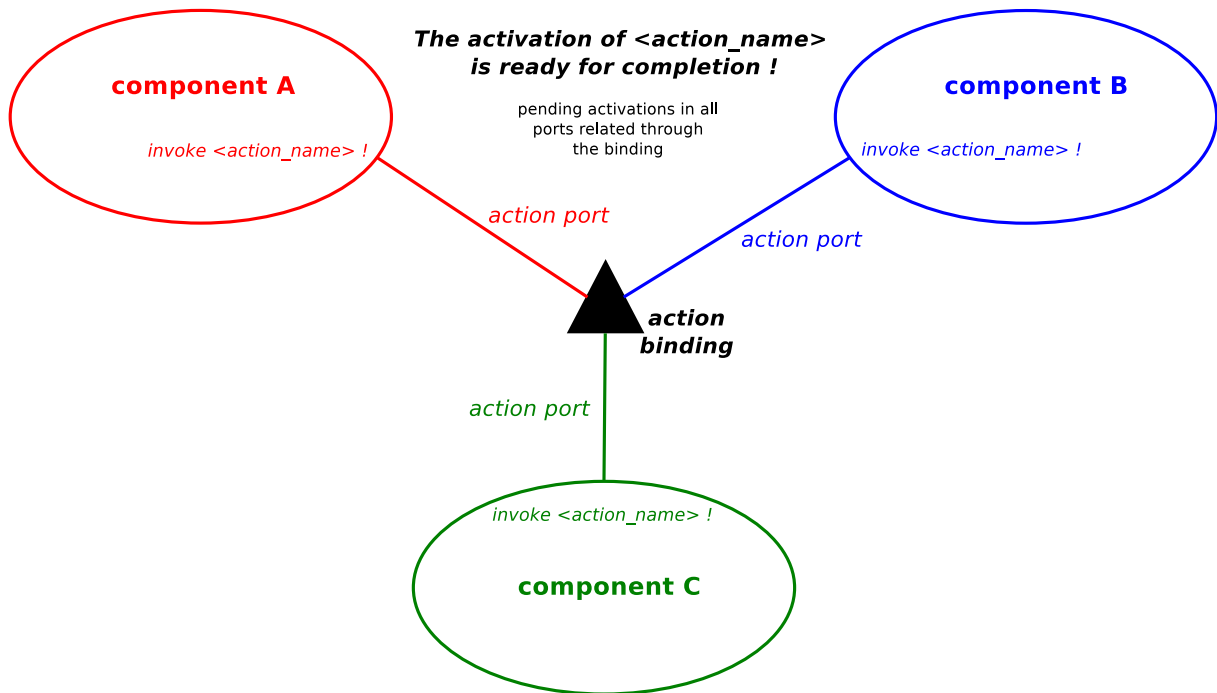 The activation of <action_name>
is ready for completion !
component A
component B
pending activations in all
ports related through
the binding
invoke <action_name> !
invoke <action_name> !
action port
action port
action
binding
action port
invoke <action_name> !
component C